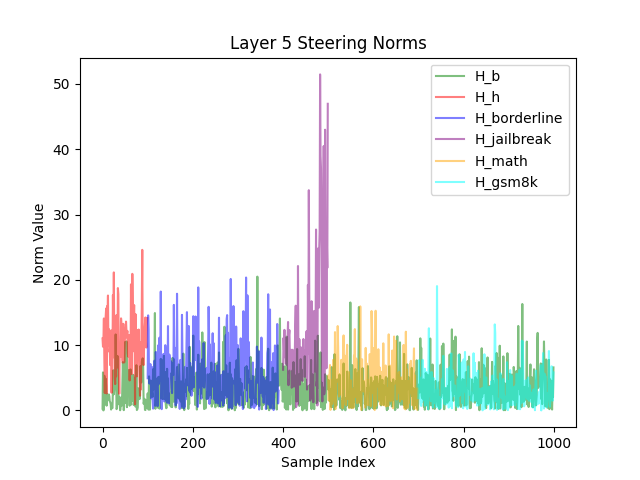 Layer 5 Steering Norms
H_b
H_h
H_borderline
H_jailbreak
H_math
H_gsm8k
Norm Value
50
40
30
20
10
0
0
200
400
600
800
1000
Sample Index